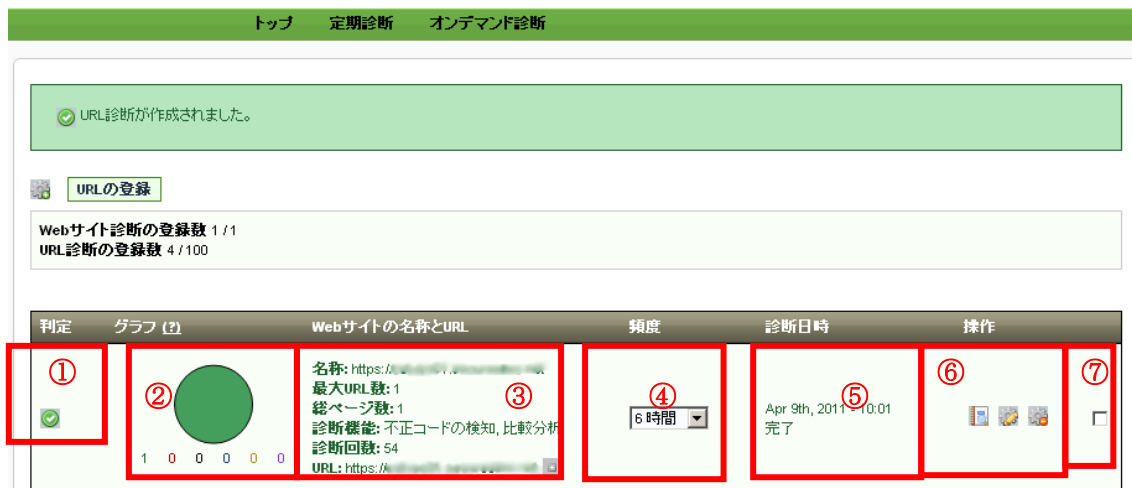 トップ 定期診断 オンデマンド診断
URL診断が作成されました。
URLの登録
Webサイト診断の登録数 1 / 1
URL診断の登録数 4 / 100
判定 グラフ (?) Webサイトの名称とURL 頻度 診断日時 操作
① ② ③ ④ ⑤ ⑥ ⑦
名称: https://
最大URL数: 1
総ページ数: 1
診断機能: 不正コードの検知, 比較分析
診断回数: 54
URL: https://
6 時間
Apr 9th, 2011 - 10:01
完了
1 0 0 0 0 0